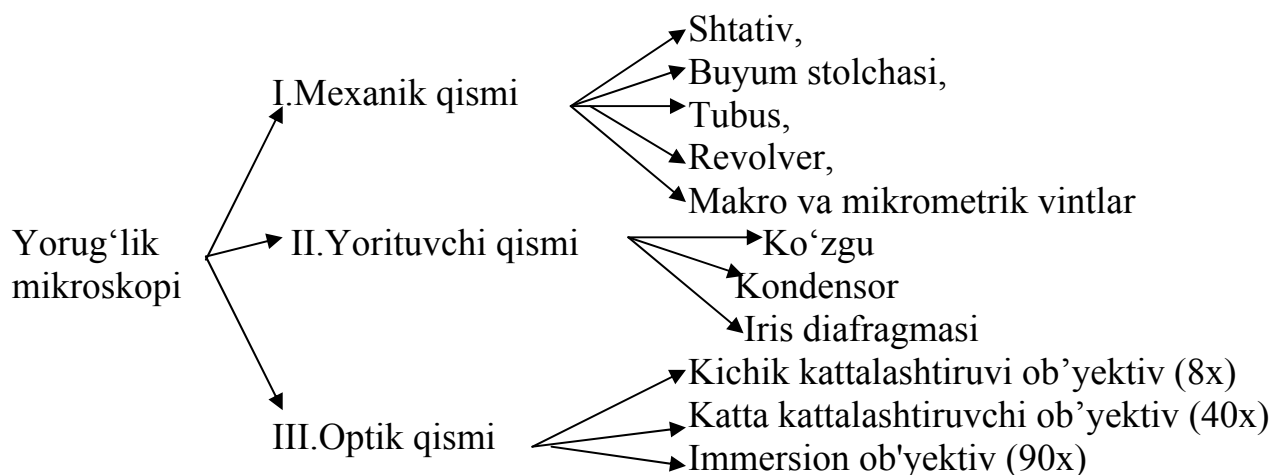 Shtativ,
Buyum stolchasi,
I.Mexanik qismi
Tubus,
Revolver,
Makro va mikrometrik vintlar
Yorug‘lik
mikroskopi
II.Yorituvchi qismi
Ko‘zgu
Kondensor
Iris diafragmasi
Kichik kattalashtiruvi ob’yektiv (8x)
Katta kattalashtiruvchi ob’yektiv (40x)
III.Optik qismi
Immersion ob'yektiv (90x)